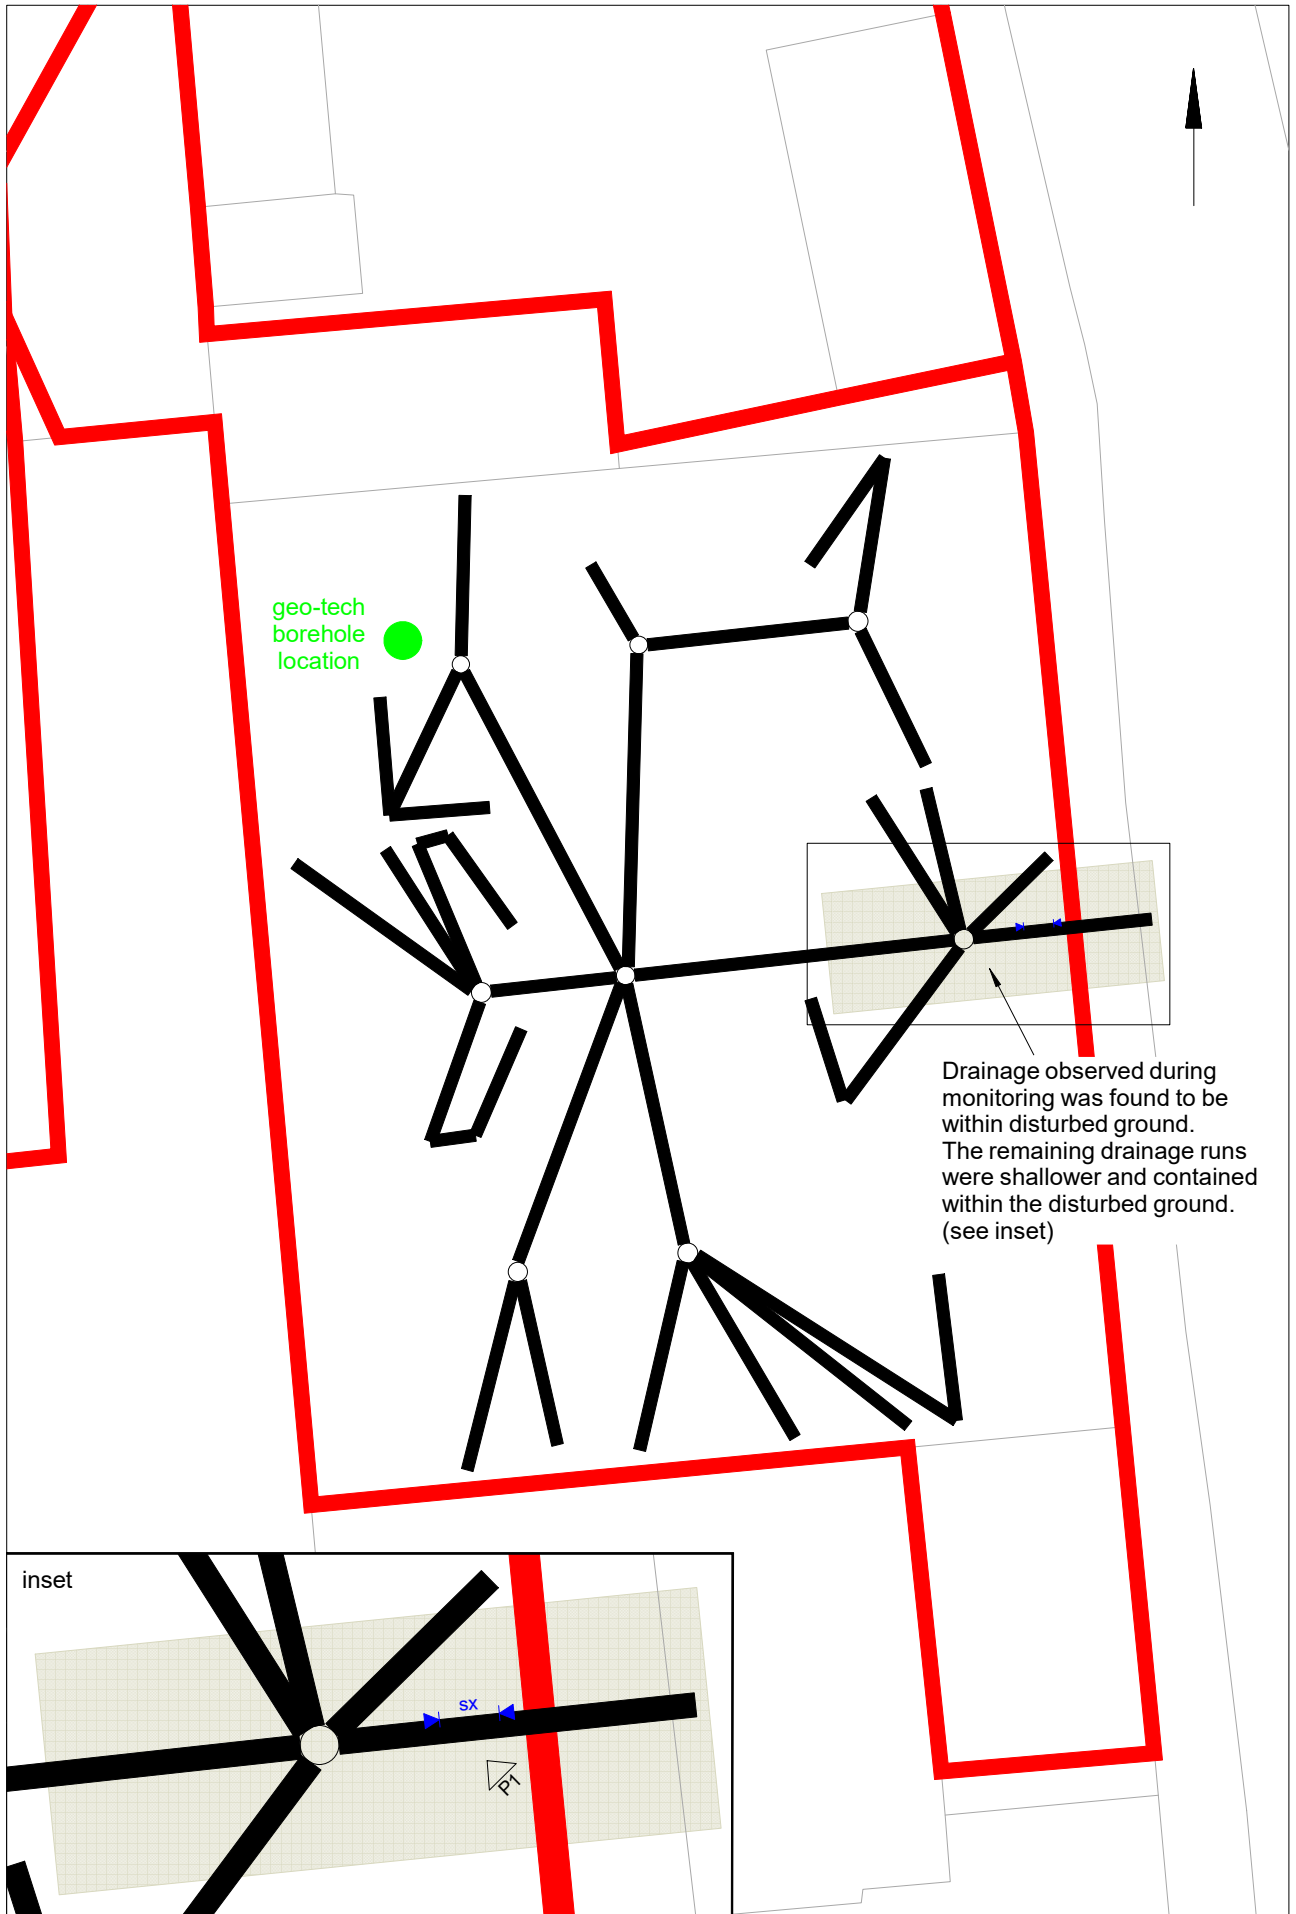 geo-tech
borehole
location
Drainage observed during
monitoring was found to be
within disturbed ground.
The remaining drainage runs
were shallower and contained
within the disturbed ground.
(see inset)
inset
sx
P1